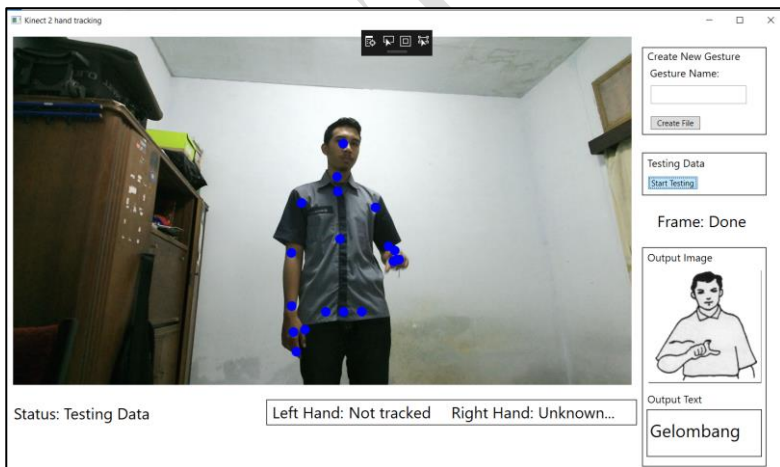 Kinect 2 hand tracking
Create New Gesture
Gesture Name:
Create File
Testing Data
Start Testing
Frame: Done
Output Image
Output Text
Gelombang
Status: Testing Data
Left Hand: Not tracked Right Hand: Unknown...